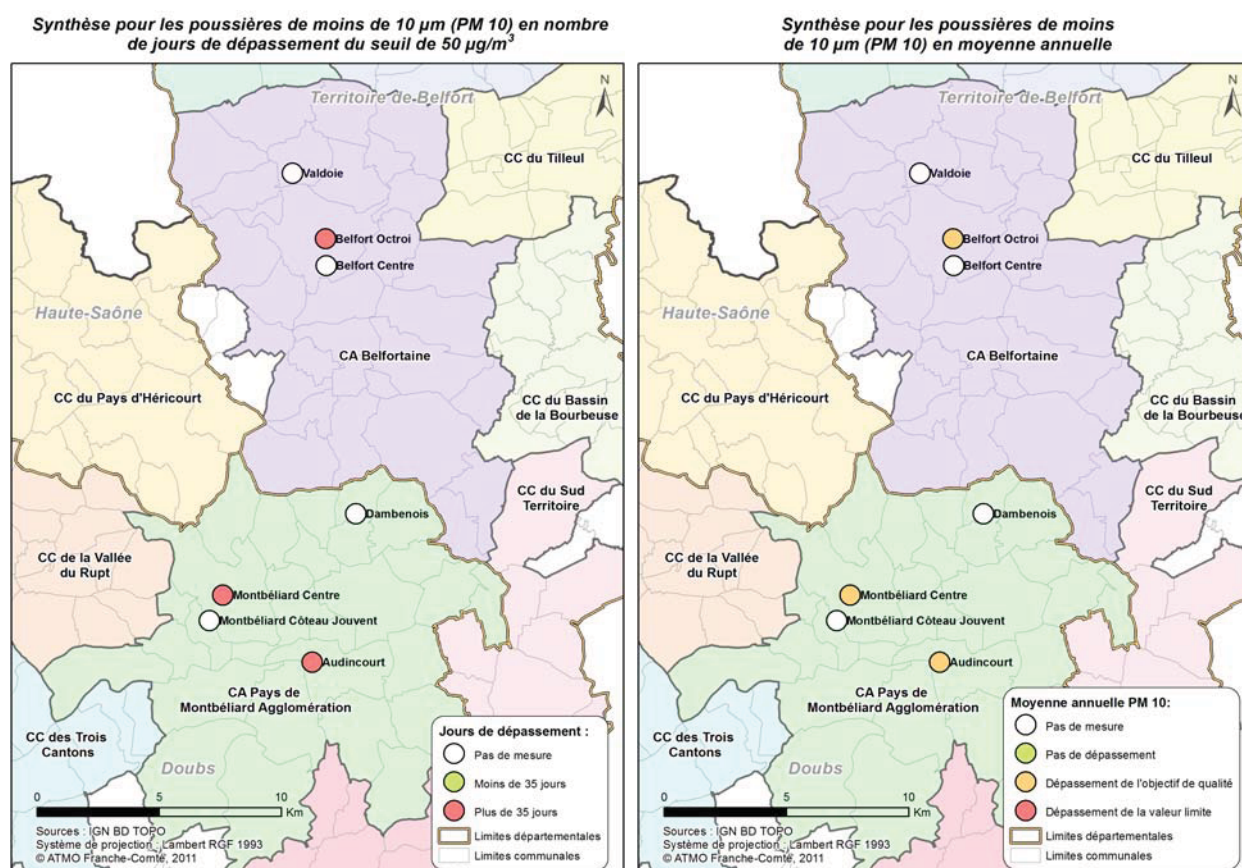 Synthèse pour les poussières de moins de 10 µm (PM 10) en nombre
de jours de dépassement du seuil de 50 µg/m³
N
Territoire de Belfort
CC du Tilleul
Valdoie
Belfort Octroi
Belfort Centre
Haute-Saône
CA Belfortaine
CC du Pays d'Héricourt
CC du Bassin
de la Bourbeuse
CC du Sud
Territoire
Dambenois
CC de la Vallée
du Rupt
Montbéliard Centre
Montbéliard Côteau Jouvent
Audincourt
CA Pays de
Montbéliard Agglomération
CC des Trois
Cantons
Doubs
Jours de dépassement :
Pas de mesure
Moins de 35 jours
Plus de 35 jours
Limites départementales
Limites communales
0 5 10
Km
Sources : IGN BD TOPO
Système de projection : Lambert RGF 1993
© ATMO Franche-Comté, 2011
Synthèse pour les poussières de moins
de 10 µm (PM 10) en moyenne annuelle
N
Territoire de Belfort
CC du Tilleul
Valdoie
Belfort Octroi
Belfort Centre
Haute-Saône
CA Belfortaine
CC du Pays d'Héricourt
CC du Bassin
de la Bourbeuse
CC du Sud
Territoire
Dambenois
CC de la Vallée
du Rupt
Montbéliard Centre
Montbéliard Côteau Jouvent
Audincourt
CA Pays de
Montbéliard Agglomération
CC des Trois
Cantons
Doubs
Moyenne annuelle PM 10:
Pas de mesure
Pas de dépassement
Dépassement de l'objectif de qualité
Dépassement de la valeur limite
Limites départementales
Limites communales
0 5 10
Km
Sources : IGN BD TOPO
Système de projection : Lambert RGF 1993
© ATMO Franche-Comté, 2011